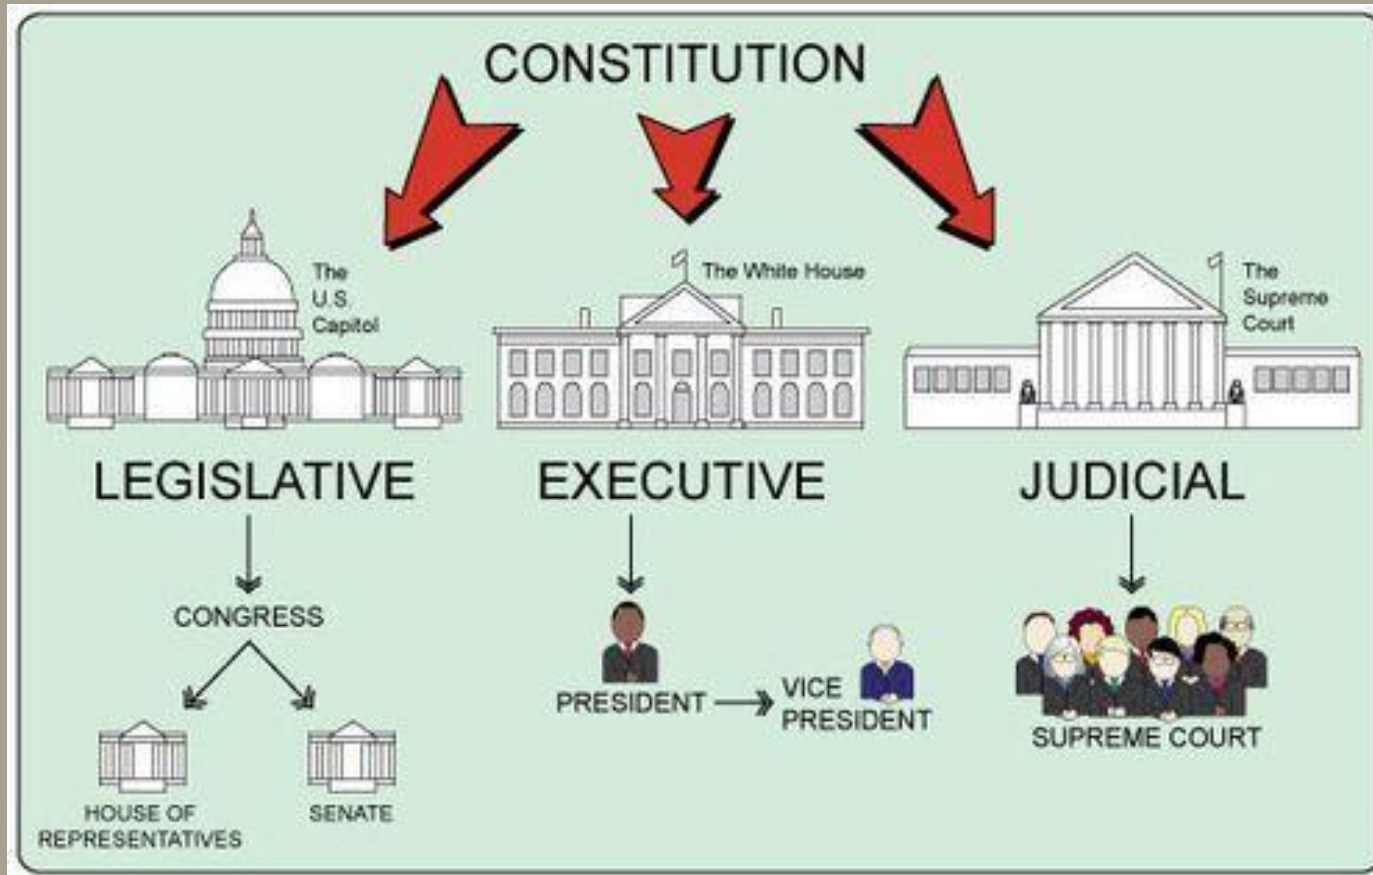 CONSTITUTION
The
U.S.
Capitol
The White House
The
Supreme
Court
LEGISLATIVE
EXECUTIVE
JUDICIAL
CONGRESS
HOUSE OF
REPRESENTATIVES
SENATE
PRESIDENT
VICE
PRESIDENT
SUPREME COURT